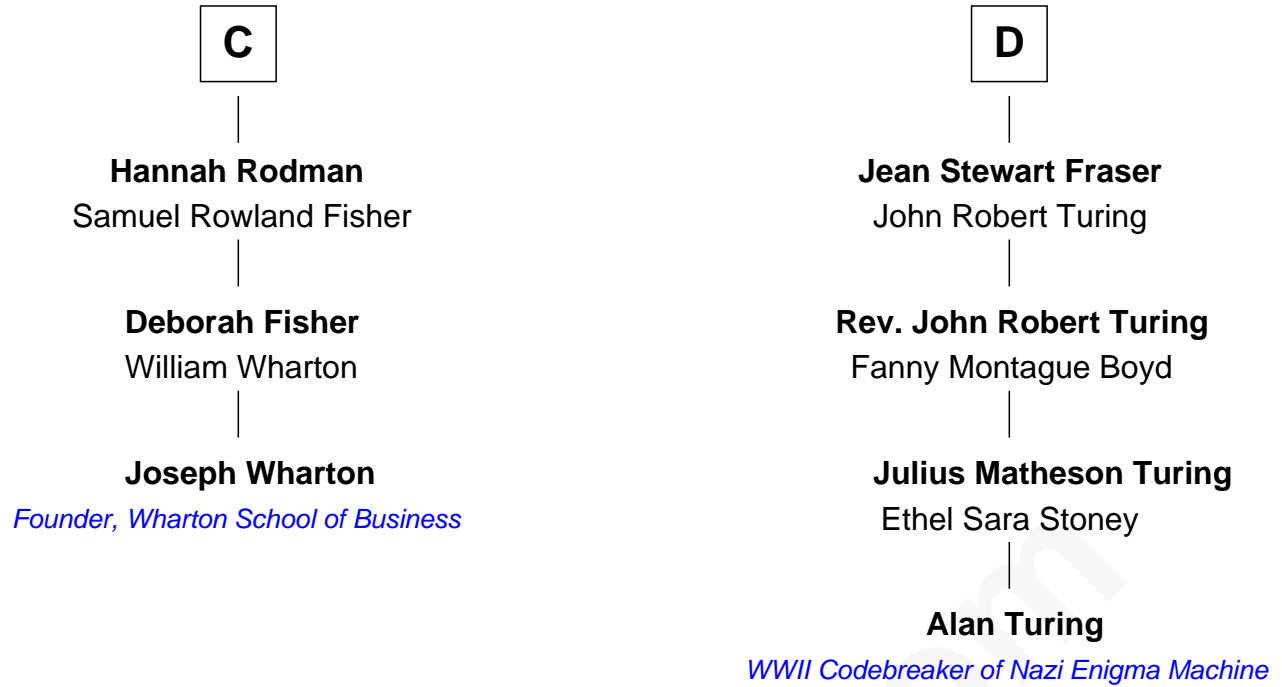 C
Hannah Rodman
Samuel Rowland Fisher
Deborah Fisher
William Wharton
Joseph Wharton
Founder, Wharton School of Business
D
Jean Stewart Fraser
John Robert Turing
Rev. John Robert Turing
Fanny Montague Boyd
Julius Matheson Turing
Ethel Sara Stoney
Alan Turing
WWII Codebreaker of Nazi Enigma Machine